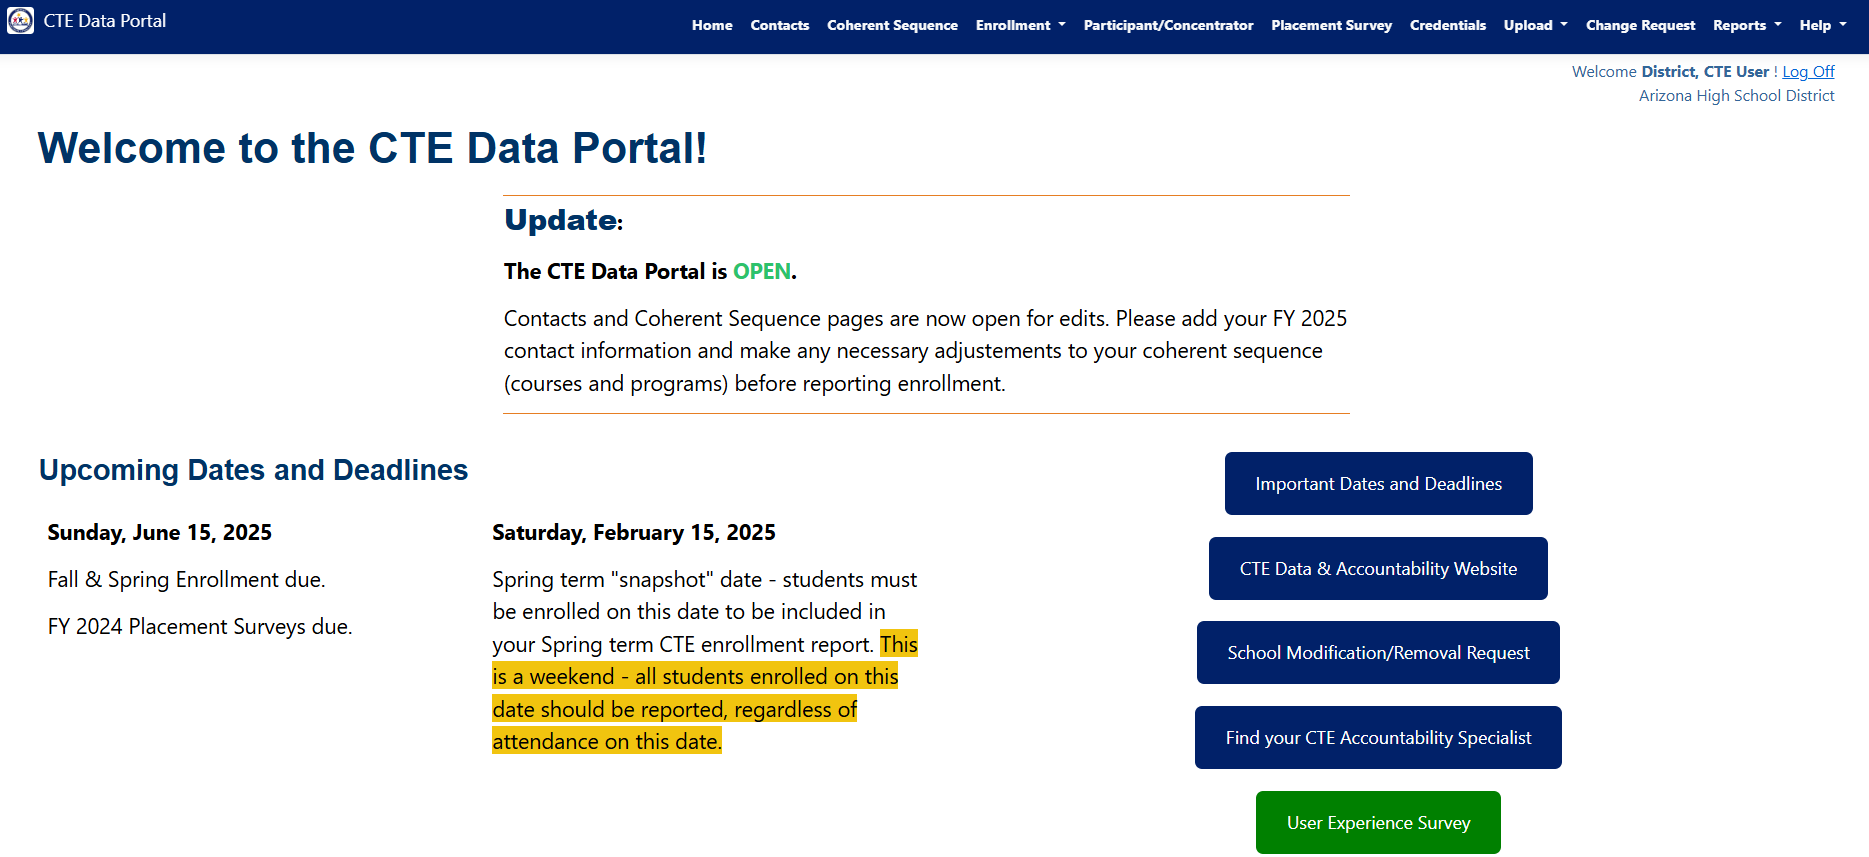 CTE Data Portal
Home Contacts Coherent Sequence Enrollment Participant/Concentrator Placement Survey Credentials Upload Change Request Reports Help
Welcome District, CTE User ! Log Off
Arizona High School District
Welcome to the CTE Data Portal!
Update:
The CTE Data Portal is OPEN.
Contacts and Coherent Sequence pages are now open for edits. Please add your FY 2025
contact information and make any necessary adjustements to your coherent sequence
(courses and programs) before reporting enrollment.
Upcoming Dates and Deadlines
Sunday, June 15, 2025
Fall & Spring Enrollment due.
FY 2024 Placement Surveys due.
Saturday, February 15, 2025
Spring term "snapshot" date - students must
be enrolled on this date to be included in
your Spring term CTE enrollment report. This
is a weekend - all students enrolled on this
date should be reported, regardless of
attendance on this date.
Important Dates and Deadlines
CTE Data & Accountability Website
School Modification/Removal Request
Find your CTE Accountability Specialist
User Experience Survey